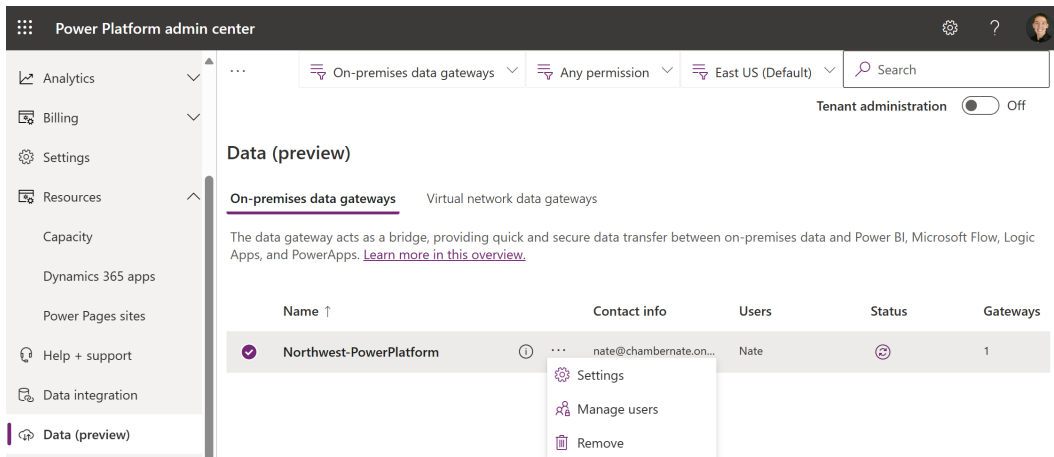 Power Platform admin center
?
Analytics
Billing
Settings
Resources
Capacity
Dynamics 365 apps
Power Pages sites
Help + support
Data integration
Data (preview)
... On-premises data gateways Any permission East US (Default) Search
Tenant administration Off
Data (preview)
On-premises data gateways Virtual network data gateways
The data gateway acts as a bridge, providing quick and secure data transfer between on-premises data and Power BI, Microsoft Flow, Logic
Apps, and PowerApps. Learn more in this overview.
Name ↑ Contact info Users Status Gateways
Northwest-PowerPlatform ... nate@chambernate.on... Nate 1
Settings
Manage users
Remove